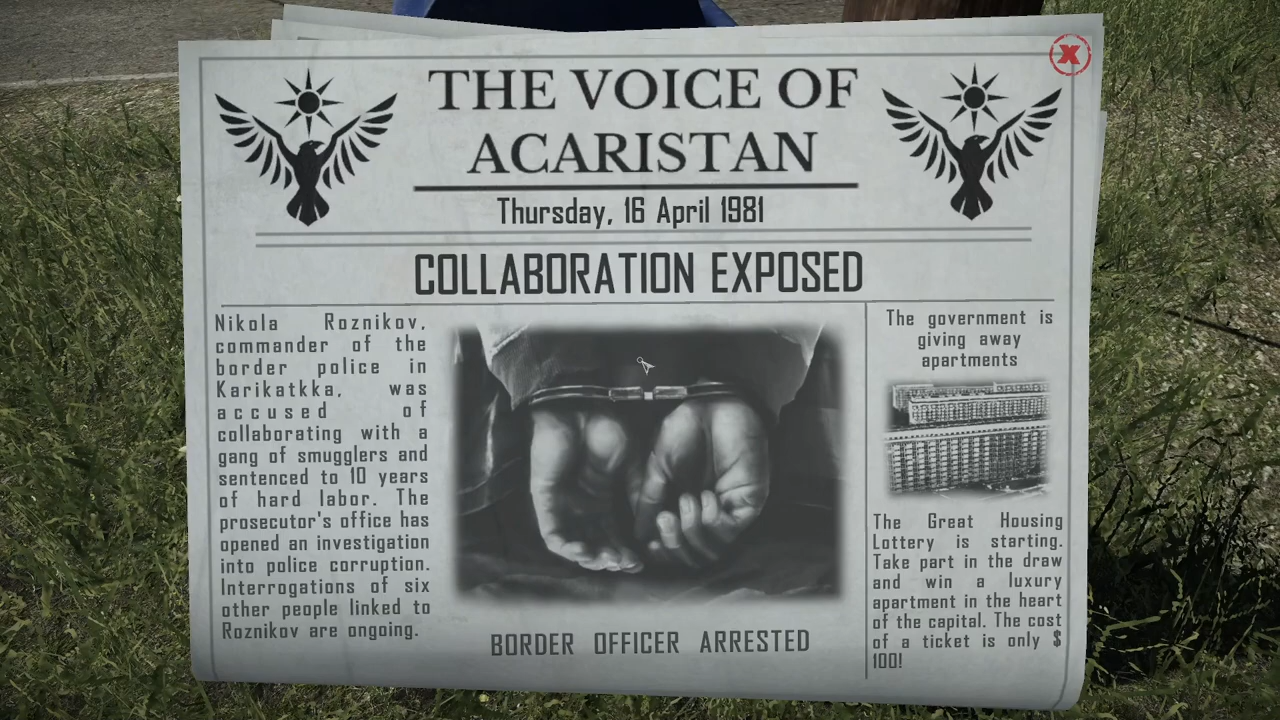 THE VOICE OF
ACARISTAN
Thursday, 16 April 1981
COLLABORATION EXPOSED
Nikola Roznikov,
commander of the
border police in
Karikatkka, was
accused of
collaborating with a
gang of smugglers and
sentenced to 10 years
of hard labor. The
prosecutor's office has
opened an investigation
into police corruption.
Interrogations of six
other people linked to
Roznikov are ongoing.
BORDER OFFICER ARRESTED
The government is
giving away
apartments
The Great Housing
Lottery is starting.
Take part in the draw
and win a luxury
apartment in the heart
of the capital. The cost
of a ticket is only $
100!
X